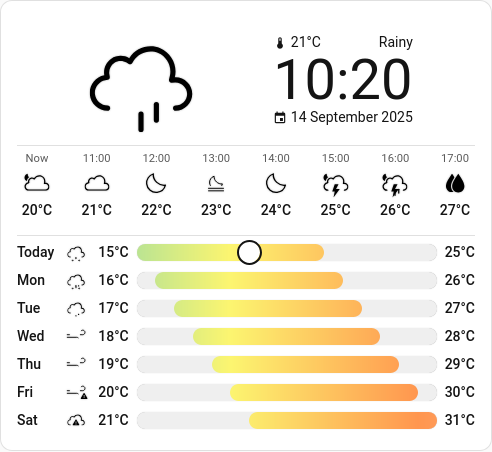 21°C Rainy
10:20
14 September 2025
Now 11:00 12:00 13:00 14:00 15:00 16:00 17:00
20°C 21°C 22°C 23°C 24°C 25°C 26°C 27°C
Today 15°C 25°C
Mon 16°C 26°C
Tue 17°C 27°C
Wed 18°C 28°C
Thu 19°C 29°C
Fri 20°C 30°C
Sat 21°C 31°C